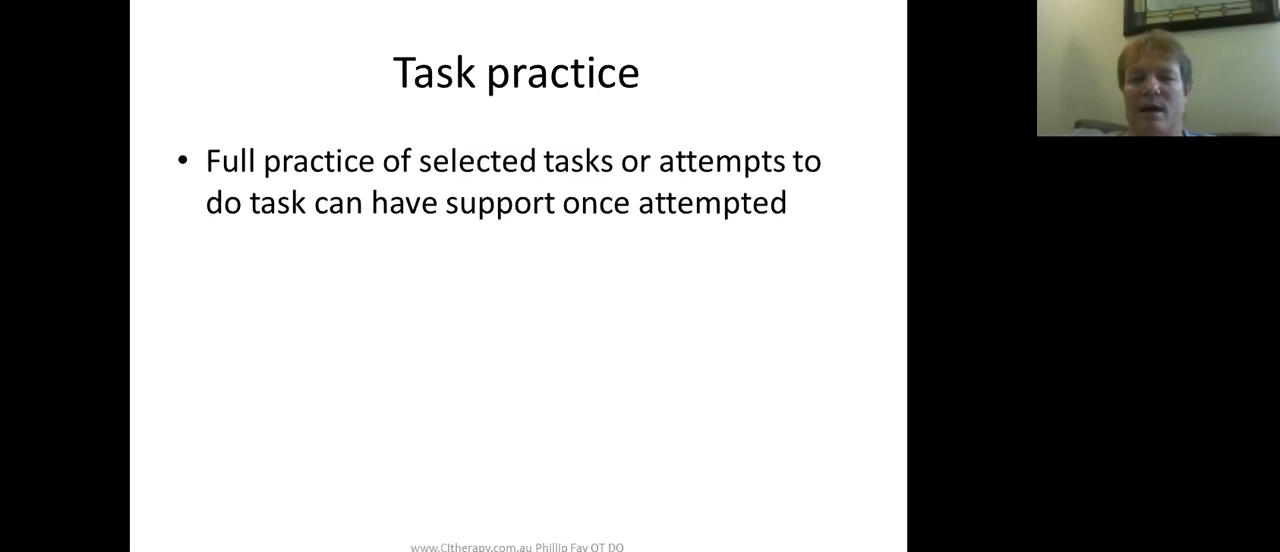 Task practice
• Full practice of selected tasks or attempts to
do task can have support once attempted
www.CItherapy.com.au Phillip Fay OT DO